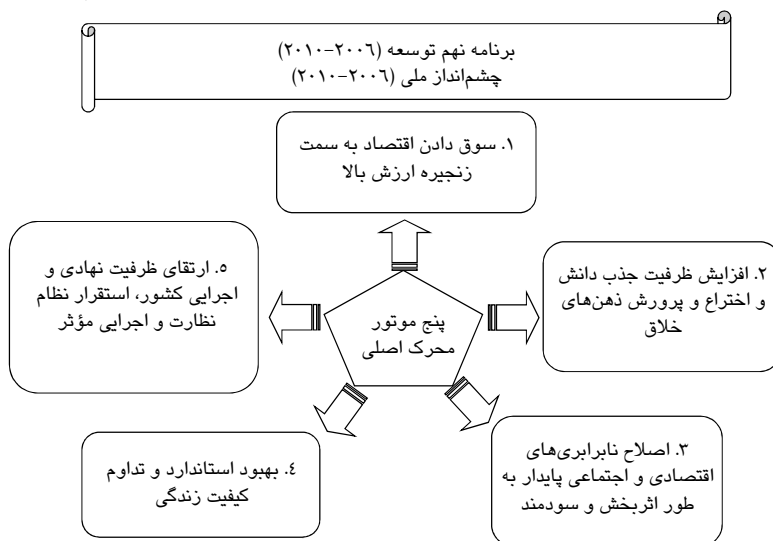 برنامه نهم توسعه (۲۰۰۶-۲۰۱۰)
چشم‌انداز ملی (۲۰۰۶-۲۰۱۰)
۱. سوق دادن اقتصاد به سمت
زنجیره ارزش بالا
۲. افزایش ظرفیت جذب دانش
و اختراع و پرورش ذهن‌های
خلاق
۳. اصلاح نابرابری‌های
اقتصادی و اجتماعی پایدار به
طور اثربخش و سودمند
۴. بهبود استاندارد و تداوم
کیفیت زندگی
۵. ارتقای ظرفیت نهادی و
اجرایی کشور، استقرار نظام
نظارت و اجرایی مؤثر
پنج موتور
محرک اصلی